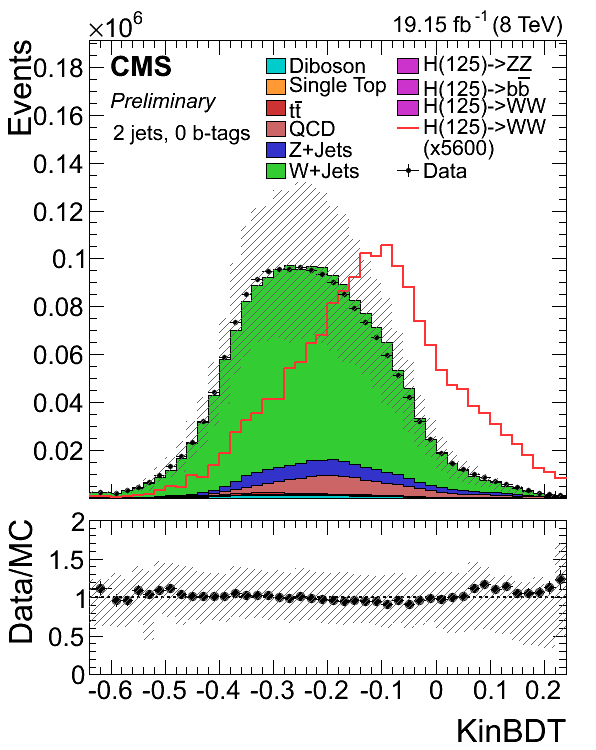 ×10⁶
19.15 fb⁻¹ (8 TeV)
Events
CMS
Preliminary
2 jets, 0 b-tags
Diboson
Single Top
tt̅
QCD
Z+Jets
W+Jets
H(125)->ZZ
H(125)->bb̅
H(125)->WW
H(125)->WW
(x5600)
Data
0.18
0.16
0.14
0.12
0.1
0.08
0.06
0.04
0.02
Data/MC
2
1.5
1
0.5
0
-0.6 -0.5 -0.4 -0.3 -0.2 -0.1 0 0.1 0.2
KinBDT